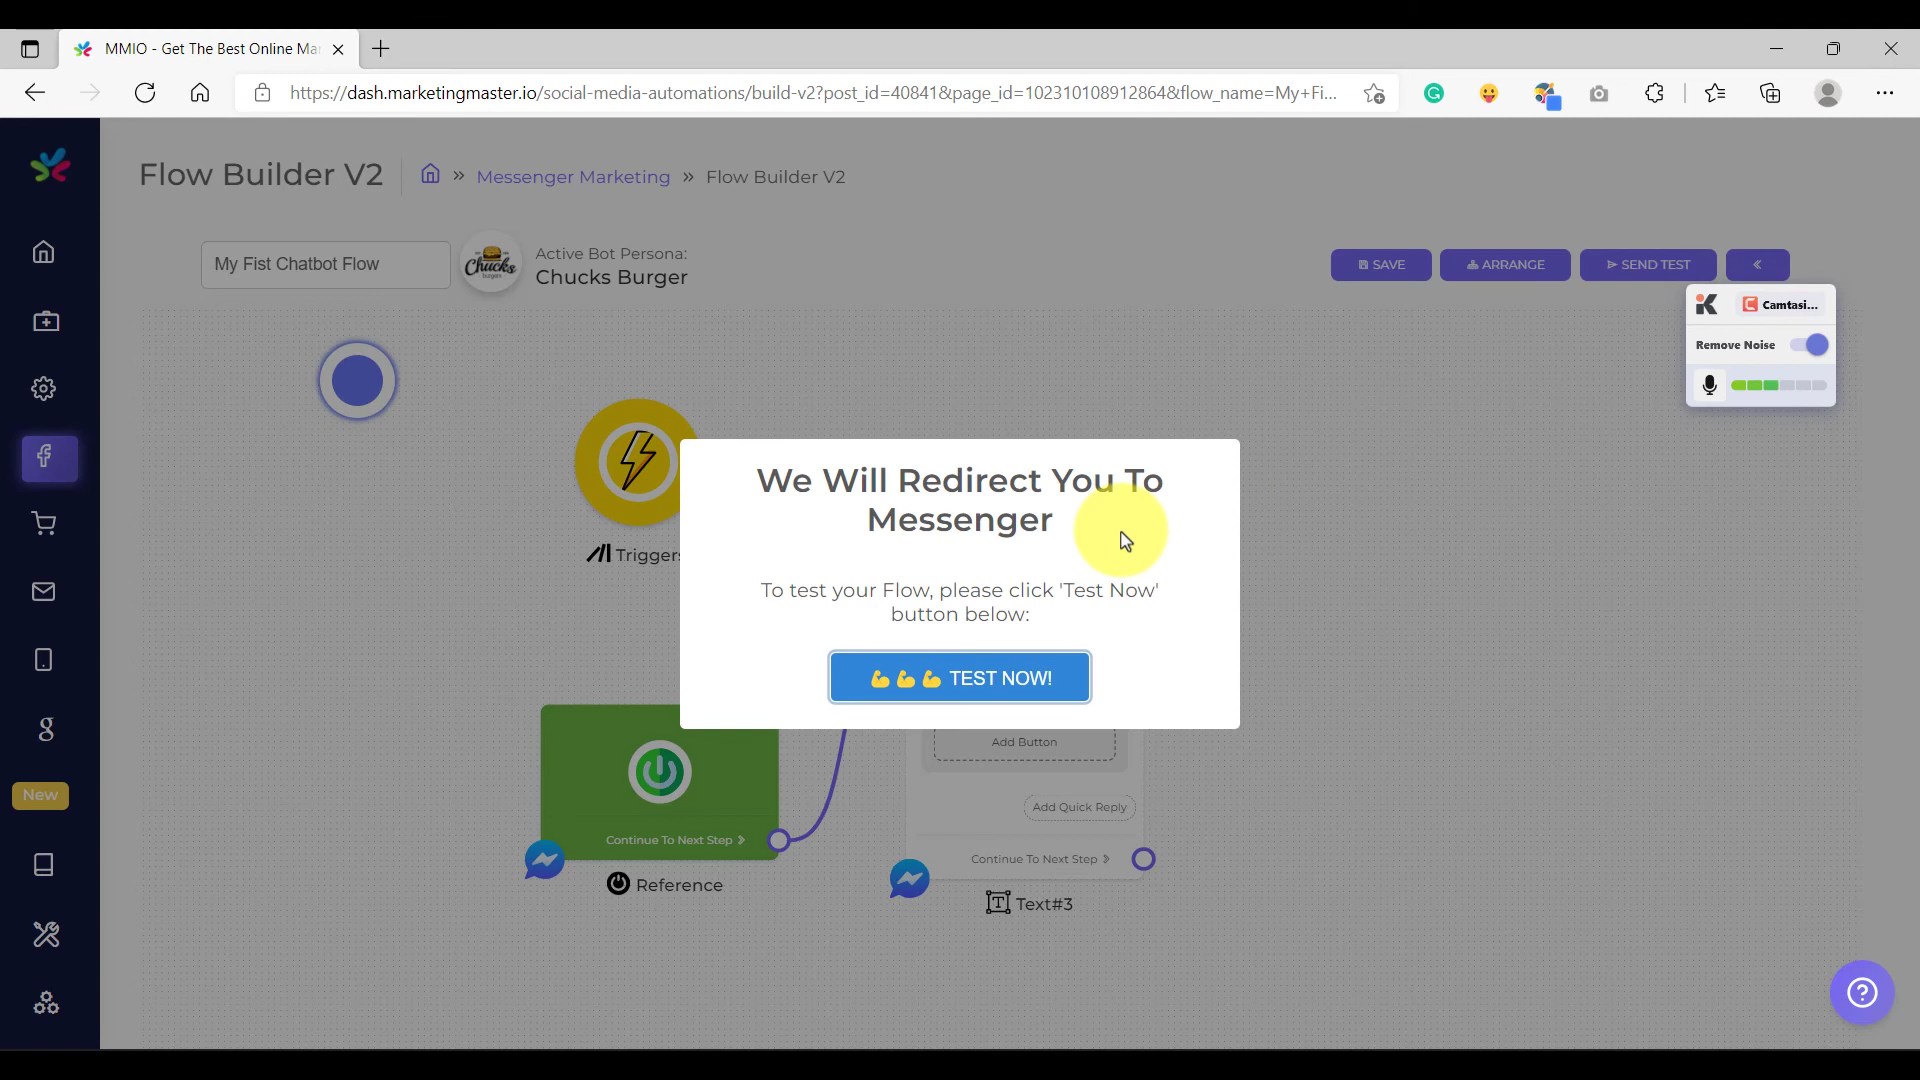 MMIO - Get The Best Online Ma
https://dash.marketingmaster.io/social-media-automations/build-v2?post_id=40841&page_id=102310108912864&flow_name=My+Fi...
Flow Builder V2
» Messenger Marketing » Flow Builder V2
My Fist Chatbot Flow
Chucks
burgers
Active Bot Persona:
Chucks Burger
SAVE
ARRANGE
SEND TEST
«
Camtasi...
Remove Noise
We Will Redirect You To
Messenger
To test your Flow, please click 'Test Now'
button below:
💪💪💪 TEST NOW!
Triggers
Add Button
Add Quick Reply
Continue To Next Step
Continue To Next Step
Reference
Text#3
New